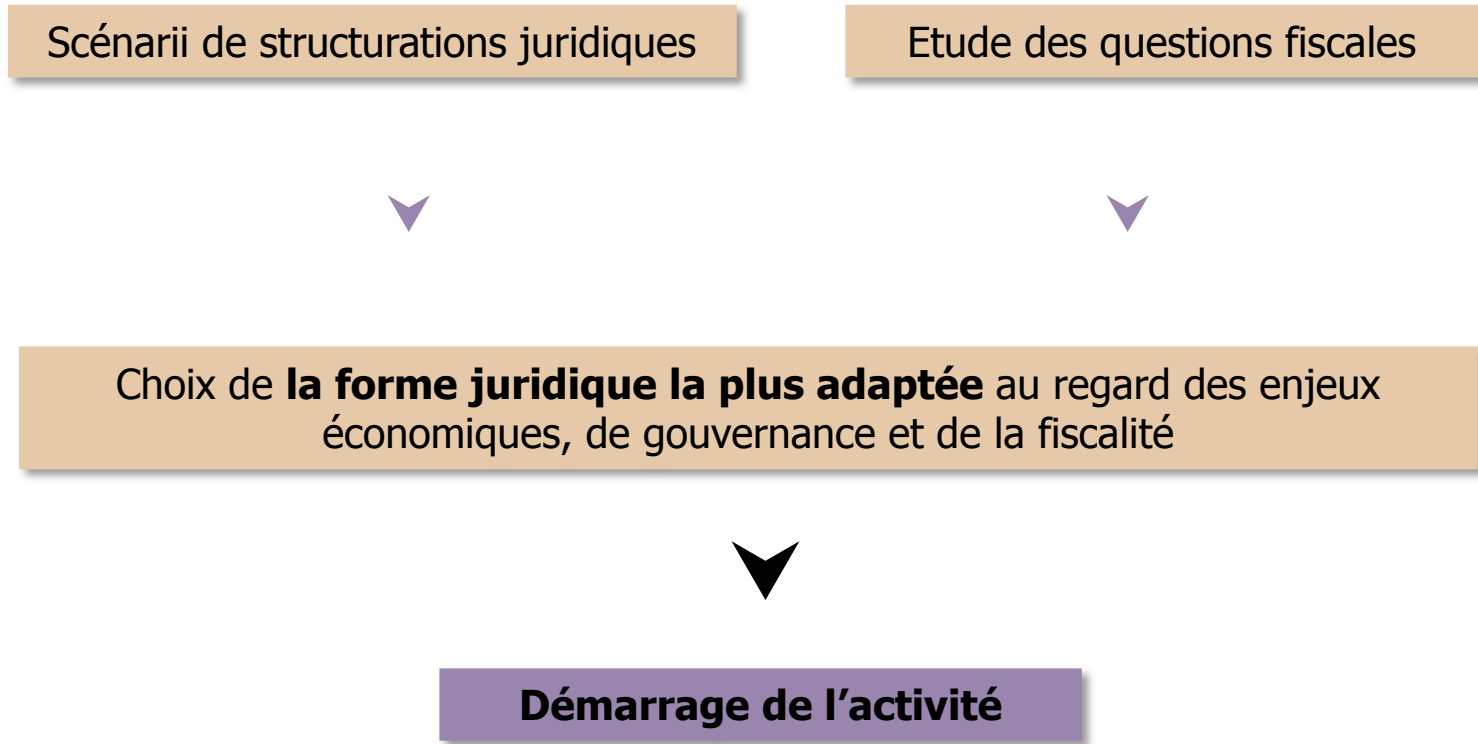 Scénarii de structurations juridiques
Etude des questions fiscales
Choix de la forme juridique la plus adaptée au regard des enjeux
économiques, de gouvernance et de la fiscalité
Démarrage de l’activité